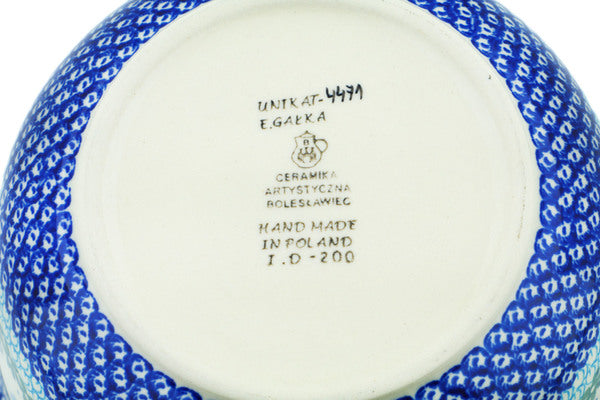 UNIKAT-4471
E.GAŁKA
CERAMIKA
ARTYSTYCZNA
BOLESŁAWIEC
HAND MADE
IN POLAND
I.D-200